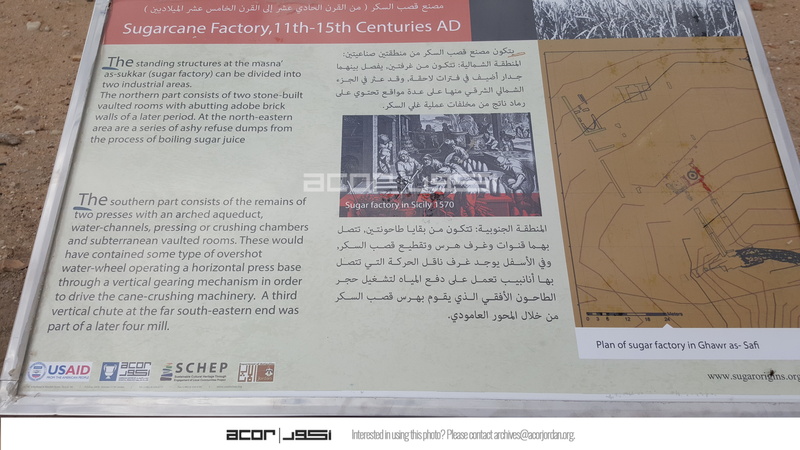 مصنع قصب السكر ( من القرن الحادي عشر إلى القرن الخامس عشر الميلاديين )
Sugarcane Factory,11th-15th Centuries AD
The standing structures at the masna'
as-sukkar (sugar factory) can be divided into
two industrial areas.
The northern part consists of two stone-built
vaulted rooms with abutting adobe brick
walls of a later period. At the north-eastern
area are a series of ashy refuse dumps from
the process of boiling sugar juice
The southern part consists of the remains of
two presses with an arched aqueduct,
water-channels, pressing or crushing chambers
and subterranean vaulted rooms. These would
have contained some type of overshot
water-wheel operating a horizontal press base
through a vertical gearing mechanism in order
to drive the cane-crushing machinery. A third
vertical chute at the far south-eastern end was
part of a later four mill.
يتكون مصنع قصب السكر من منطقتين صناعيتين:
المنطقة الشمالية: تتكون من غرفتين، يفصل بينهما
جدار أضيف في فترات لاحقة، وقد عثر في الجزء
الشمالي الشرقي منها على عدة مواقع تحتوي على
رماد ناتج من مخلفات عملية غلي السكر.
acor أكور
Sugar factory in Sicily 1570
المنطقة الجنوبية: تتكون من بقايا طاحونتين، تتصل
بهما قنوات وغرف هرس وتقطيع قصب السكر،
وفي الأسفل يوجد غرف ناقل الحركة التي تتصل
بها أنابيب تعمل على دفع المياه لتشغيل حجر
الطاحون الأفقي الذي يقوم بهرس قصب السكر
من خلال المحور العامودي.
Plan of sugar factory in Ghawr as- Safi
www.sugarorigins.org
USAID
acor أكور
SCHEP
acor أكور Interested in using this photo? Please contact archives@acorjordan.org.